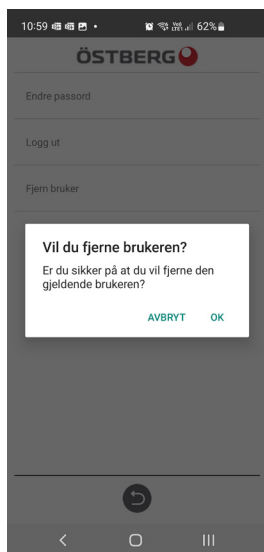 10:59
62%
ÖSTBERG
Endre passord
Logg ut
Fjern bruker
Vil du fjerne brukeren?
Er du sikker på at du vil fjerne den
gjeldende brukeren?
AVBRYT OK